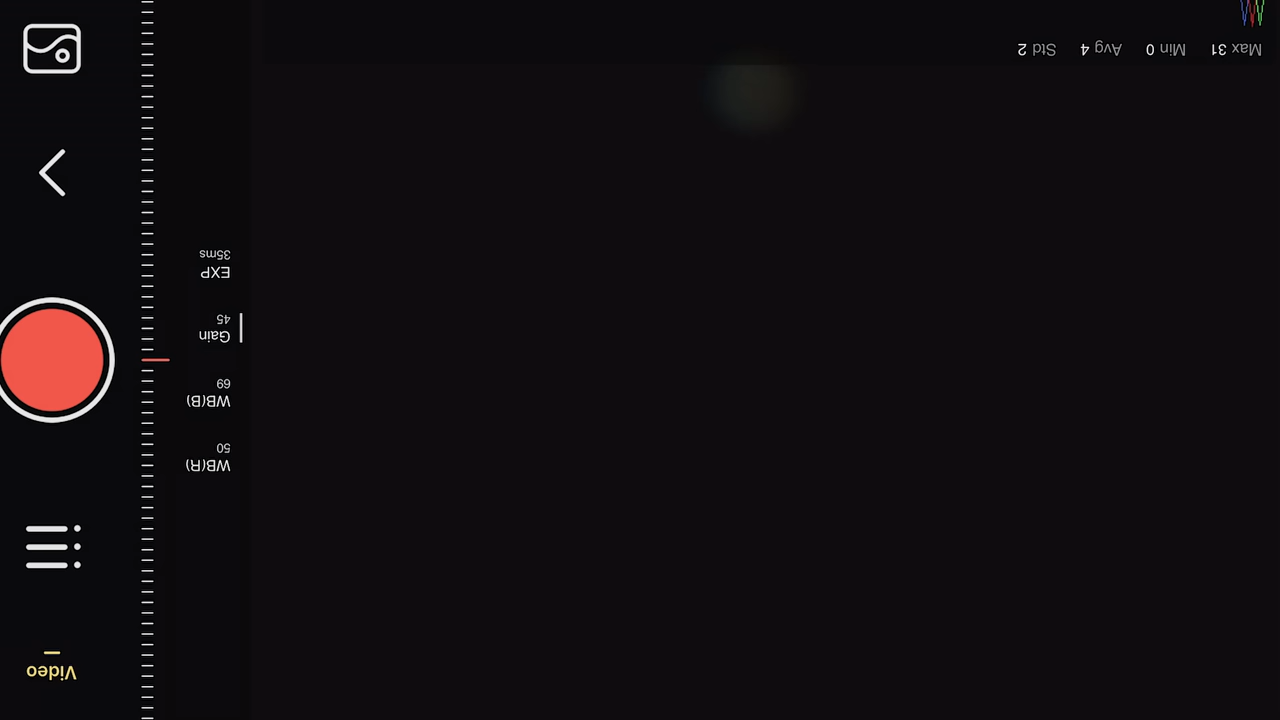 Video
WB(R)
50
WB(B)
69
Gain
45
EXP
35ms
Max 31 Min 0 Avg 4 Std 2